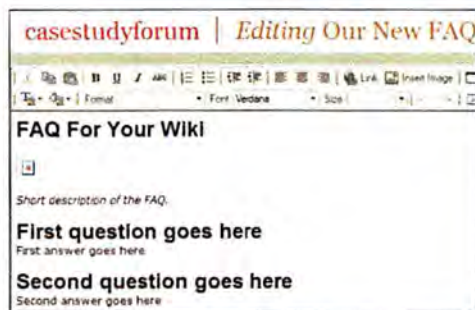 casestudyforum | Editing Our New FAQ
B U I ABC Link Insert Image
Format Font Verdana Size
FAQ For Your Wiki
Short description of the FAQ.
First question goes here
First answer goes here
Second question goes here
Second answer goes here